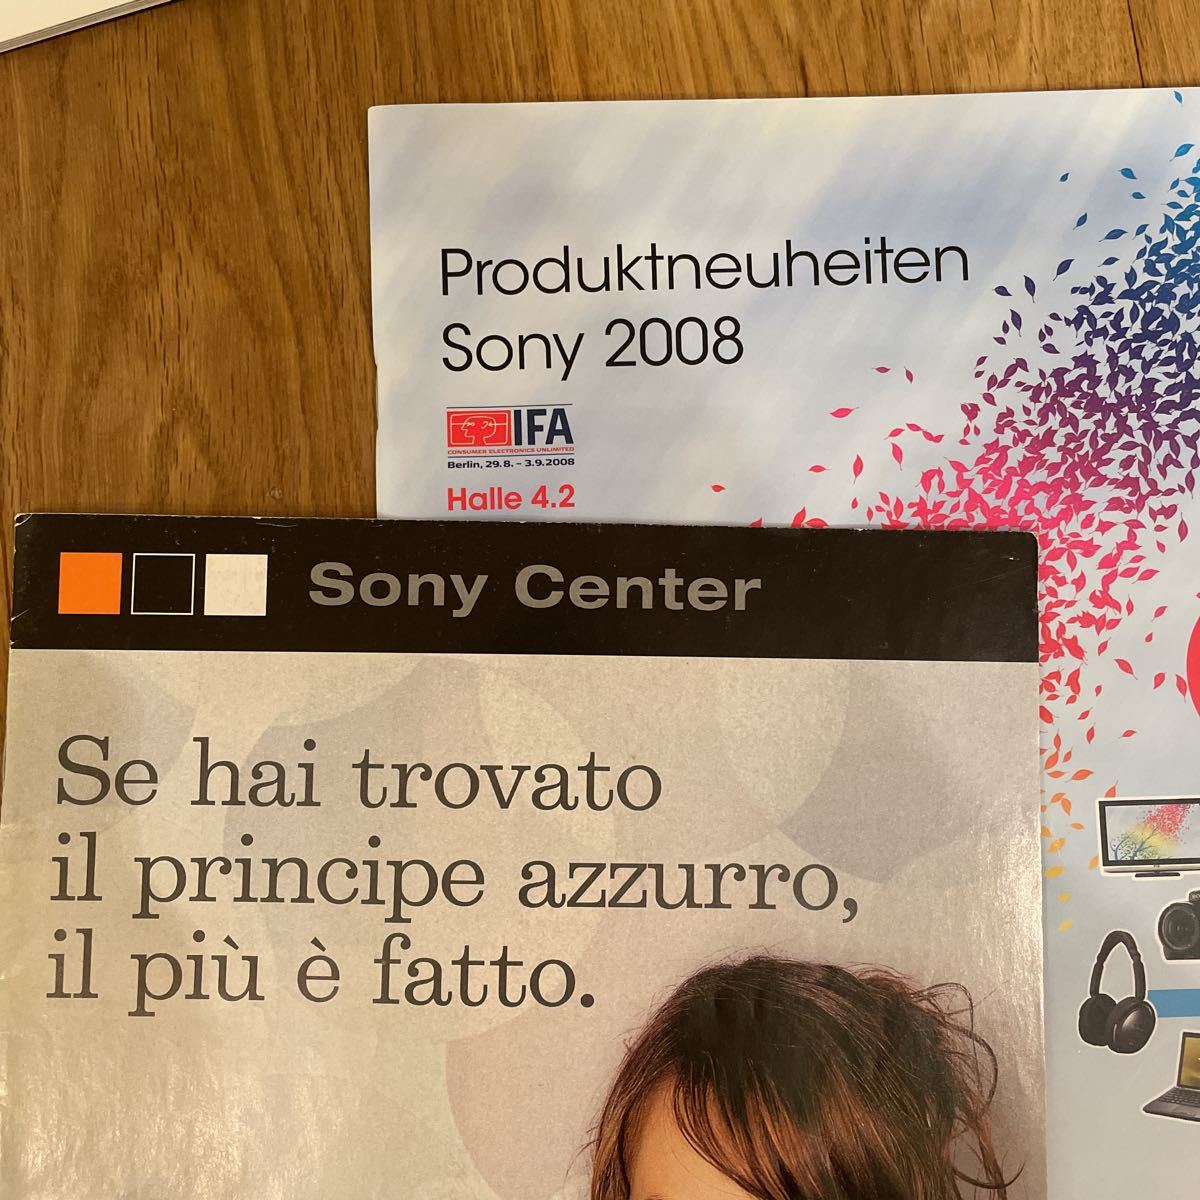 Produktneuheiten
Sony 2008
IFA
CONSUMER ELECTRONICS UNLIMITED
Berlin, 29.8. – 3.9.2008
Halle 4.2
Sony Center
Se hai trovato
il principe azzurro,
il più è fatto.